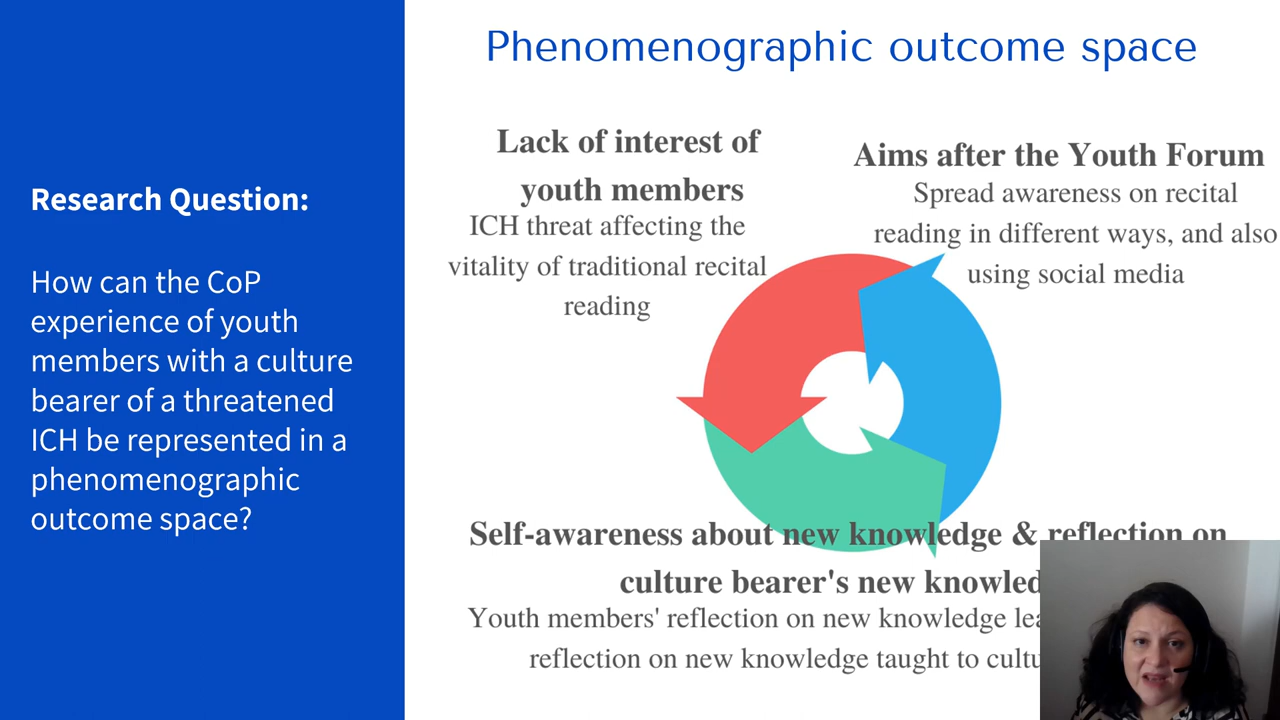 Phenomenographic outcome space
Research Question:
How can the CoP
experience of youth
members with a culture
bearer of a threatened
ICH be represented in a
phenomenographic
outcome space?
Lack of interest of
youth members
ICH threat affecting the
vitality of traditional recital
reading
Aims after the Youth Forum
Spread awareness on recital
reading in different ways, and also
using social media
Self-awareness about new knowledge & reflection on
culture bearer's new
Youth members' reflection on new knowledge
reflection on new knowledge taught to